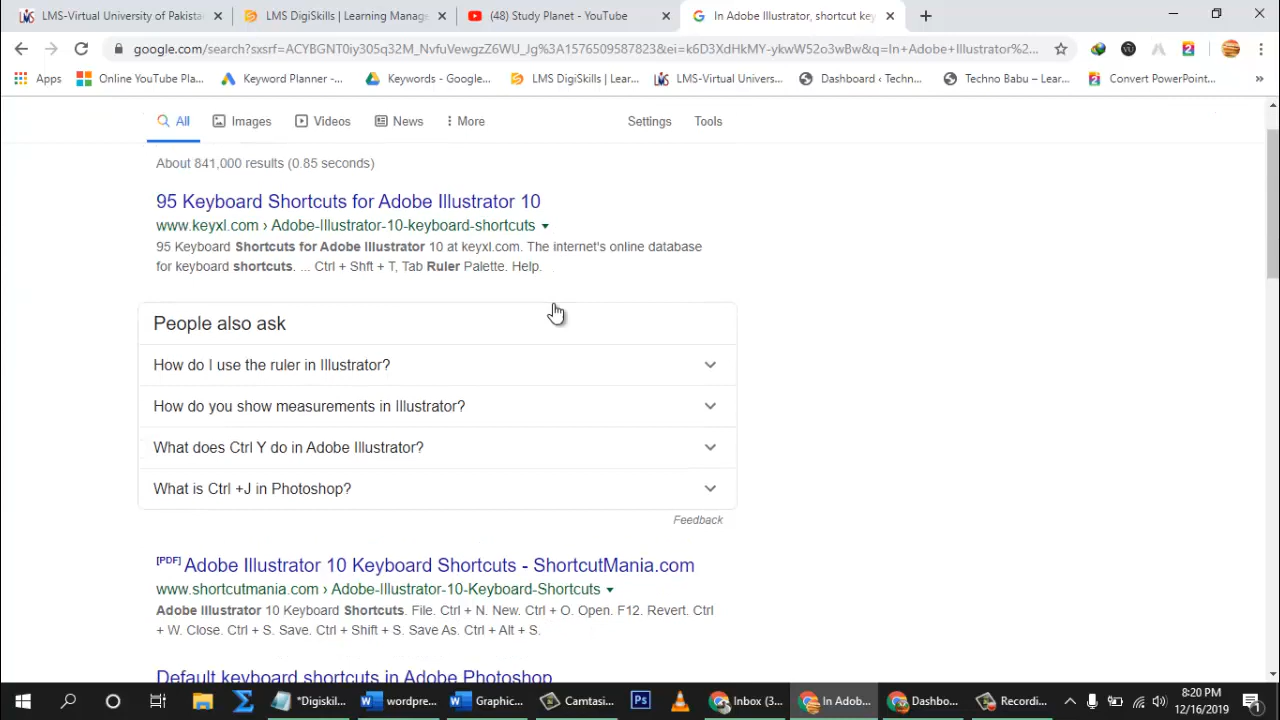 LMS-Virtual University of Pakista
LMS DigiSkills | Learning Manage
(48) Study Planet - YouTube
In Adobe Illustrator, shortcut key
google.com/search?sxsrf=ACYBGNT0iy305q32M_NvfuVewgzZ6WU_Jg%3A1576509587823&ei=k6D3XdHkMY-ykwW52o3wBw&q=In+Adobe+Illustrator%2...
Apps
Online YouTube Pla...
Keyword Planner -...
Keywords - Google...
LMS DigiSkills | Lear...
LMS-Virtual Univers...
Dashboard ‹ Techn...
Techno Babu – Lear...
Convert PowerPoint...
»
All Images Videos News More Settings Tools
About 841,000 results (0.85 seconds)
95 Keyboard Shortcuts for Adobe Illustrator 10
www.keyxl.com › Adobe-Illustrator-10-keyboard-shortcuts
95 Keyboard Shortcuts for Adobe Illustrator 10 at keyxl.com. The internet's online database
for keyboard shortcuts. ... Ctrl + Shft + T, Tab Ruler Palette. Help.
People also ask
How do I use the ruler in Illustrator?
How do you show measurements in Illustrator?
What does Ctrl Y do in Adobe Illustrator?
What is Ctrl +J in Photoshop?
Feedback
[PDF] Adobe Illustrator 10 Keyboard Shortcuts - ShortcutMania.com
www.shortcutmania.com › Adobe-Illustrator-10-Keyboard-Shortcuts
Adobe Illustrator 10 Keyboard Shortcuts. File. Ctrl + N. New. Ctrl + O. Open. F12. Revert. Ctrl
+ W. Close. Ctrl + S. Save. Ctrl + Shift + S. Save As. Ctrl + Alt + S.
Default keyboard shortcuts in Adobe Photoshop
*Digiskil...
wordpre...
Graphic...
Camtasi...
Ps
Inbox (3...
In Adob...
Dashbo...
Recordi...
8:20 PM
12/16/2019